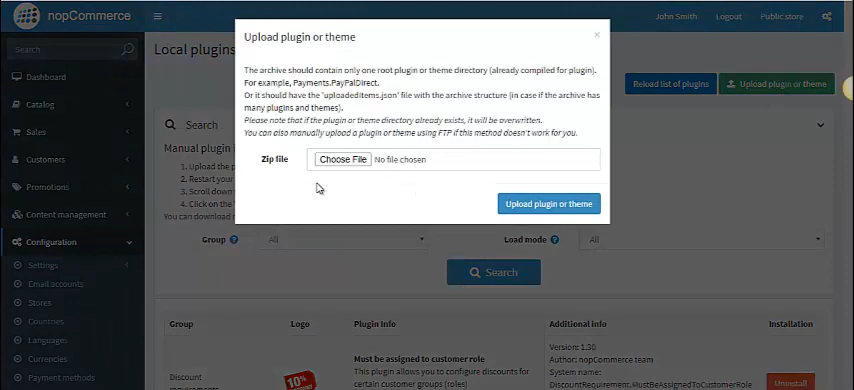 nopCommerce
John Smith
Logout
Public store
Search
Local plugins
Reload list of plugins
Upload plugin or theme
Dashboard
Catalog
Sales
Customers
Promotions
Content management
Configuration
Settings
Email accounts
Stores
Countries
Languages
Currencies
Payment methods
Upload plugin or theme
×
The archive should contain only one root plugin or theme directory (already compiled for plugin).
For example, Payments.PayPalDirect.
Or it should have the 'uploadedItems.json' file with the archive structure (in case if the archive has
many plugins and themes).
Please note that if the plugin or theme directory already exists, it will be overwritten.
You can also manually upload a plugin or theme using FTP if this method doesn't work for you.
Zip file
Choose File No file chosen
Upload plugin or theme
Search
Manual plugin i
1. Upload the p
2. Restart your
3. Scroll down
4. Click on the
You can download
Group ?
All
Load mode ?
All
Search
Group
Logo
Plugin Info
Additional info
Installation
Discount
requirements
10%
Must be assigned to customer role
This plugin allows you to configure discounts for
certain customer groups (roles)
Version: 1.30
Author: nopCommerce team
System name:
DiscountRequirement.MustBeAssignedToCustomerRole
Uninstall